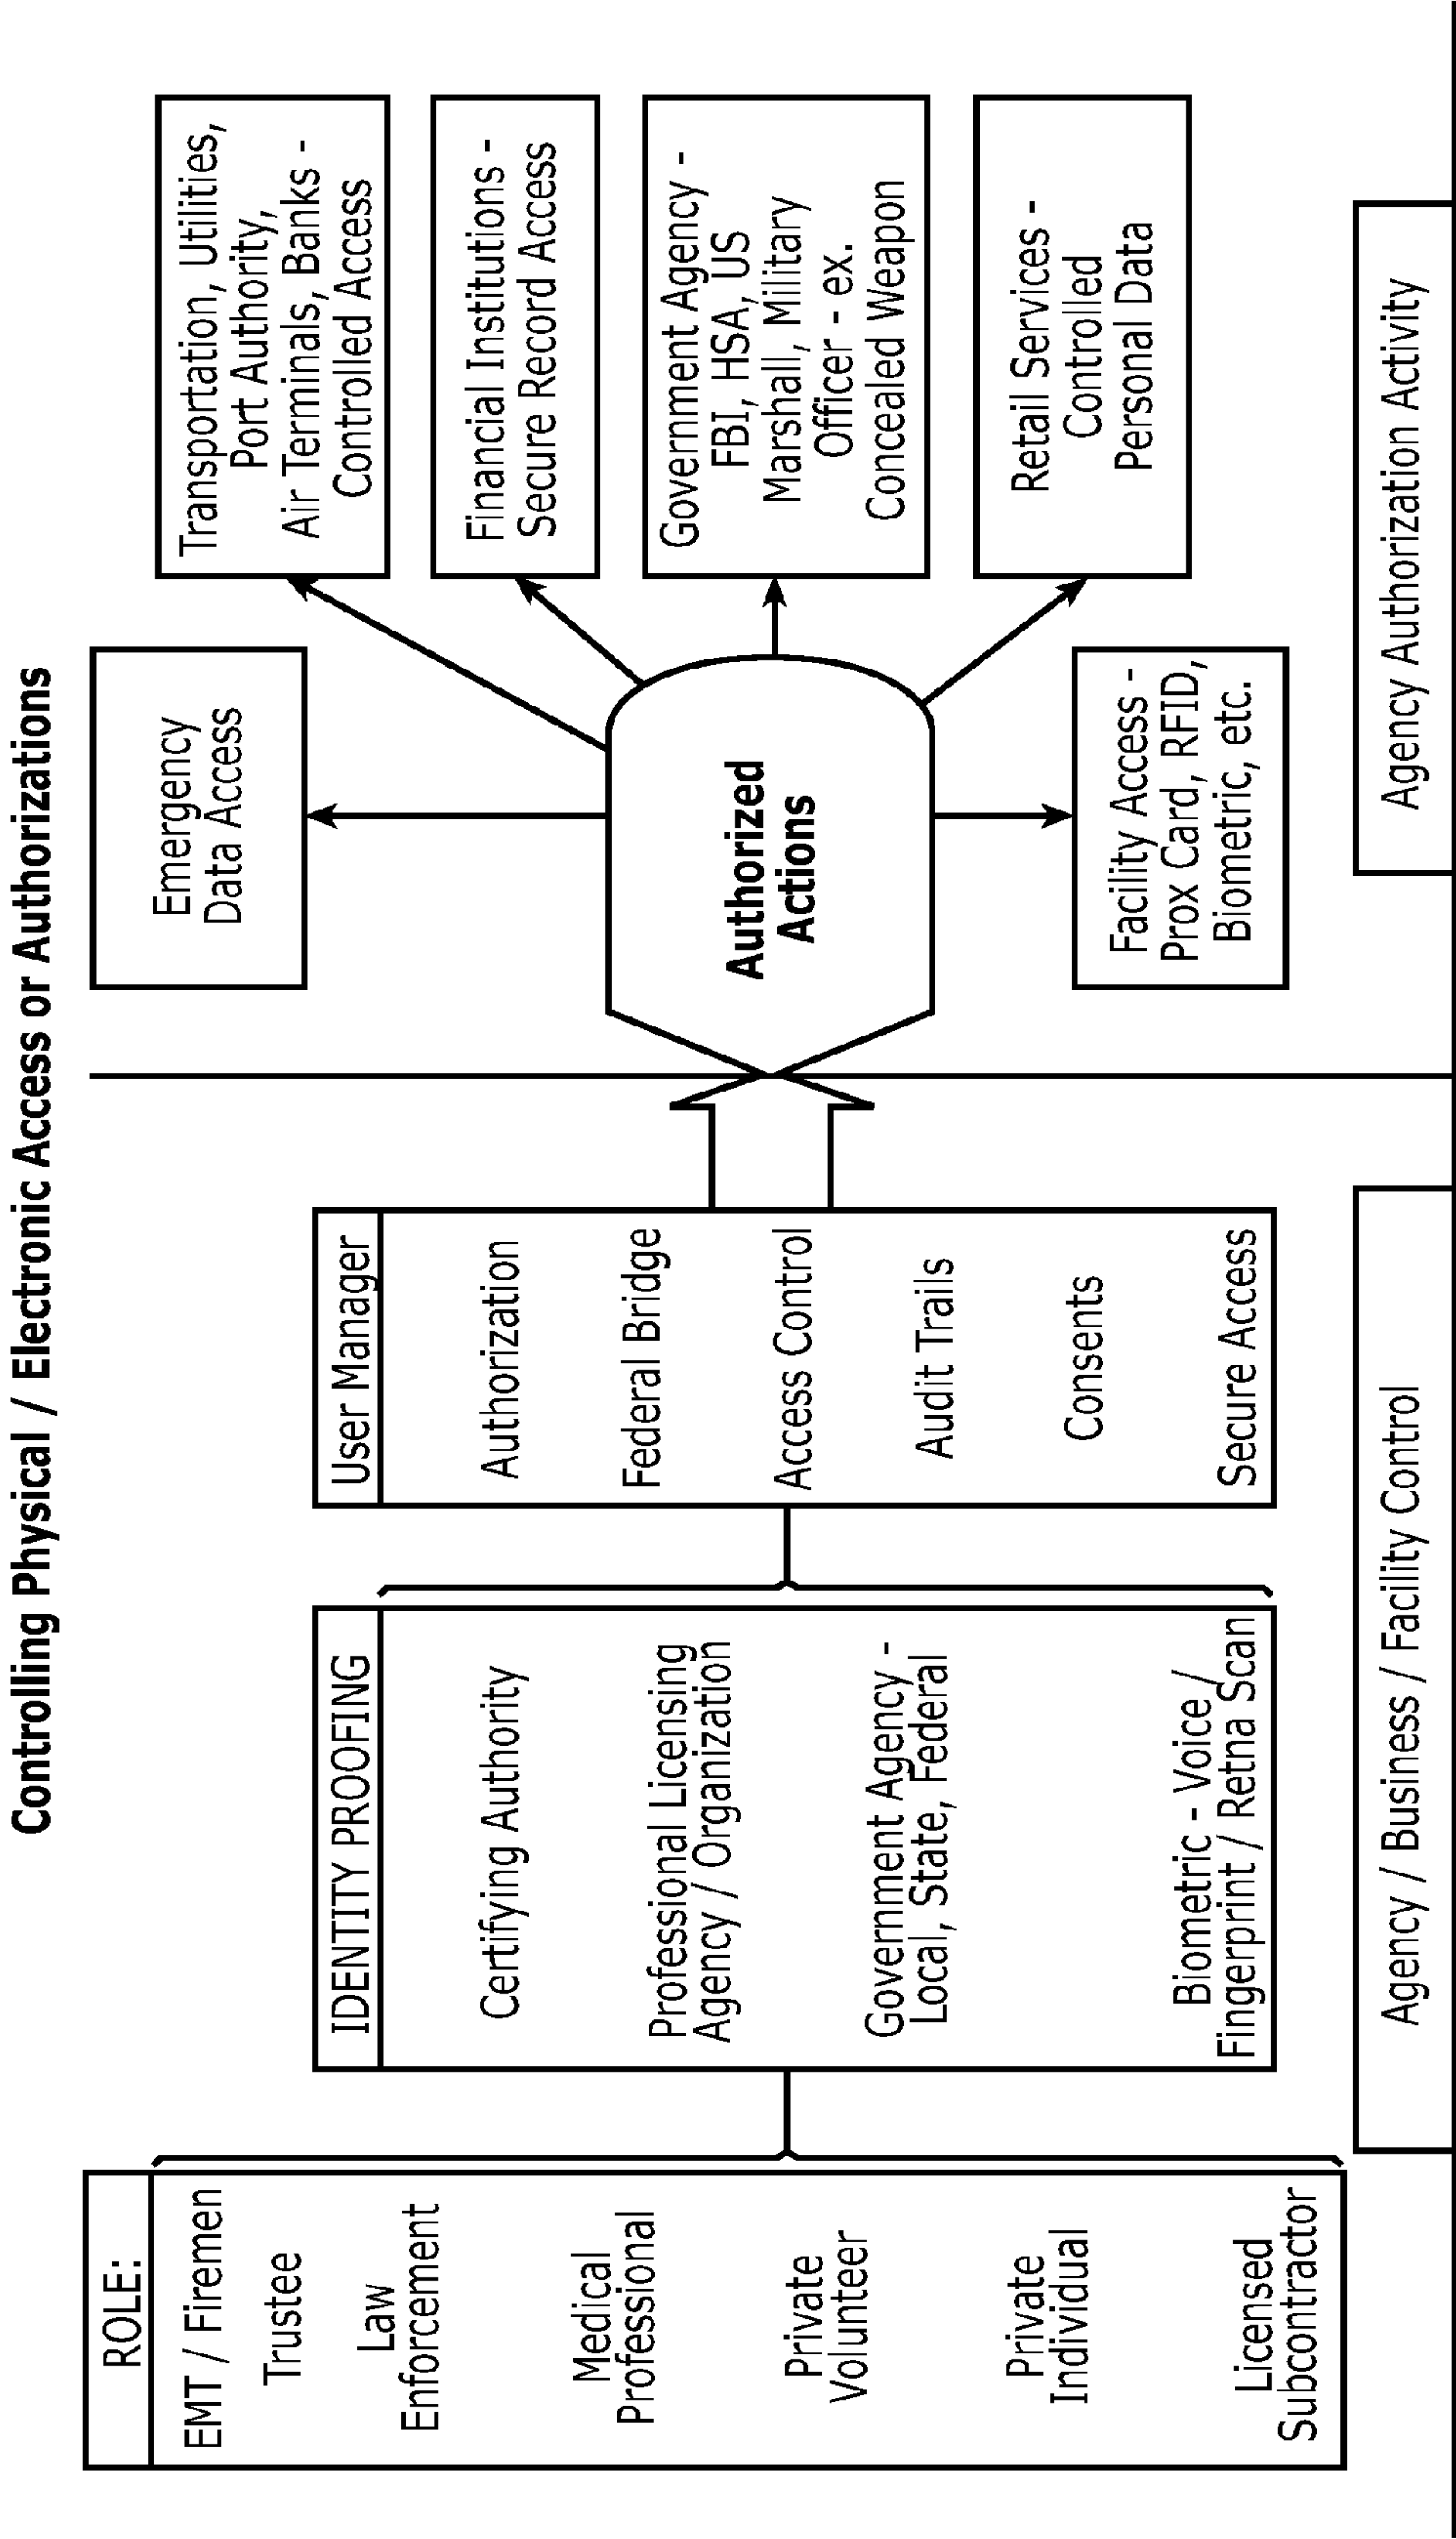 Controlling Physical / Electronic Access or Authorizations
ROLE:
EMT / Firemen
Trustee
Law
Enforcement
Medical
Professional
Private
Volunteer
Private
Individual
Licensed
Subcontractor
IDENTITY PROOFING
Certifying Authority
Professional Licensing
Agency / Organization
Government Agency -
Local, State, Federal
Biometric - Voice /
Fingerprint / Retna Scan
User Manager
Authorization
Federal Bridge
Access Control
Audit Trails
Consents
Secure Access
Authorized
Actions
Emergency
Data Access
Transportation, Utilities,
Port Authority,
Air Terminals, Banks -
Controlled Access
Financial Institutions -
Secure Record Access
Government Agency -
FBI, HSA, US
Marshall, Military
Officer - ex.
Concealed Weapon
Retail Services -
Controlled
Personal Data
Facility Access -
Prox Card, RFID,
Biometric, etc.
Agency / Business / Facility Control
Agency Authorization Activity